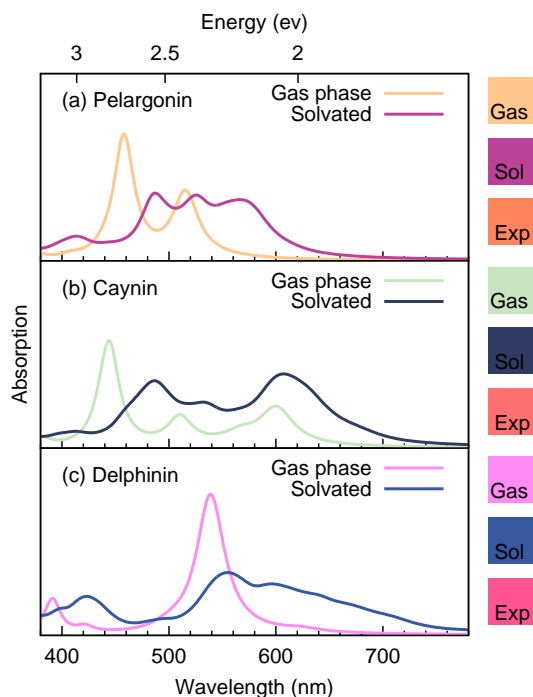 Energy (ev)
3 2.5 2
(a) Pelargonin
Gas phase
Solvated
Gas
Sol
Exp
(b) Caynin
Gas phase
Solvated
Gas
Sol
Exp
(c) Delphinin
Gas phase
Solvated
Gas
Sol
Exp
Absorption
400 500 600 700
Wavelength (nm)